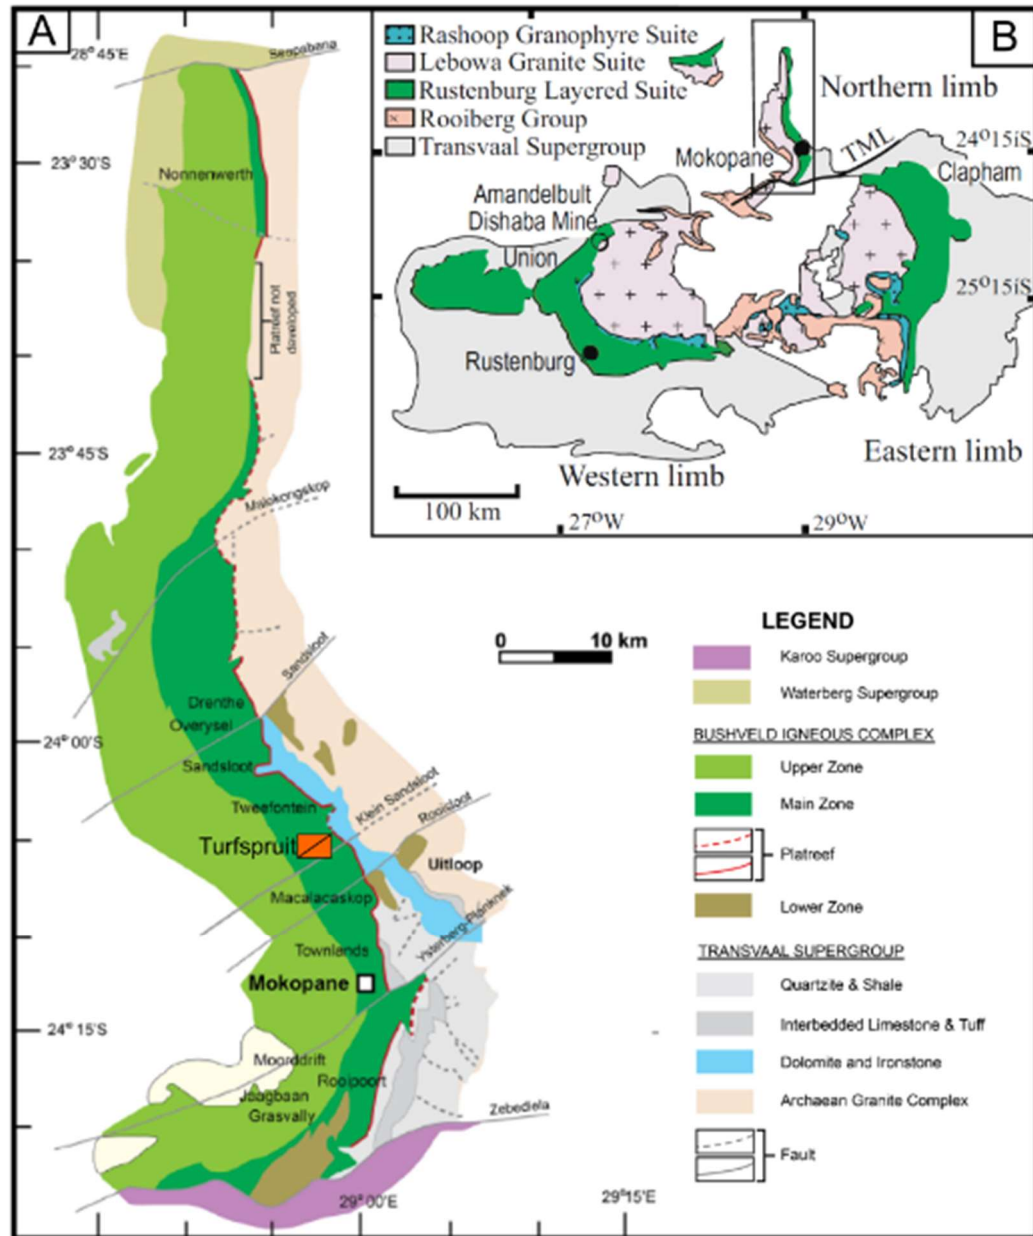 A
28°45'E
Seepabana
23°30'S
Nonnenwerth
Platreef not
developed
23°45'S
Malokongskop
Sandsloot
Drenthe
Overysel
24°00'S
Sandsloot
Tweefontein
Klein Sandsloot
Rooisloot
Turfspruit
Uitloop
Macalacaskop
Ysterberg-Planknek
Townlands
Mokopane
24°15'S
Moorddrift
Rooipoort
Jaagbaan
Grasvally
Zebediela
29°00'E
29°15'E
0 10 km
B
Rashoop Granophyre Suite
Lebowa Granite Suite
Rustenburg Layered Suite
Rooiberg Group
Transvaal Supergroup
Northern limb
Mokopane
TML
24°15iS
Clapham
Amandelbult
Dishaba Mine
Union
25°15iS
Rustenburg
Eastern limb
Western limb
100 km
27°W
29°W
LEGEND
Karoo Supergroup
Waterberg Supergroup
BUSHVELD IGNEOUS COMPLEX
Upper Zone
Main Zone
Platreef
Lower Zone
TRANSVAAL SUPERGROUP
Quartzite & Shale
Interbedded Limestone & Tuff
Dolomite and Ironstone
Archaean Granite Complex
Fault